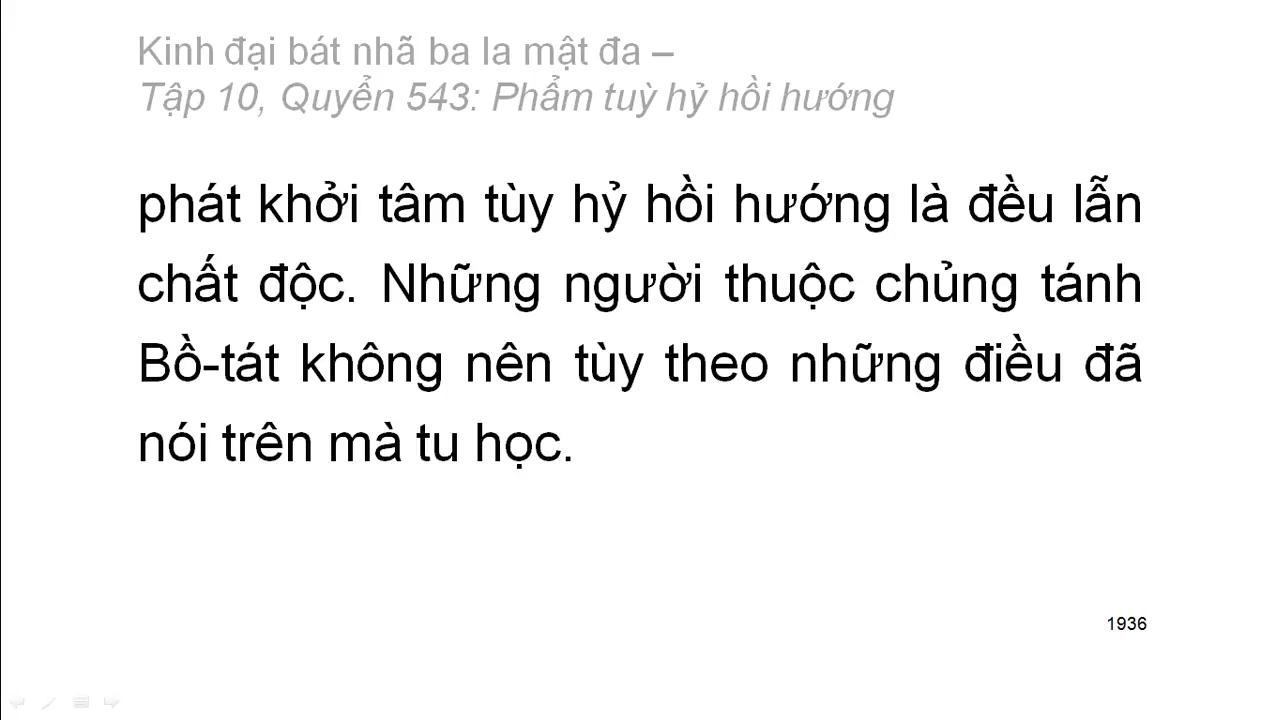 Kinh đại bát nhã ba la mật đa –
Tập 10, Quyển 543: Phẩm tuỳ hỷ hồi hướng
phát khởi tâm tùy hỷ hồi hướng là đều lẫn
chất độc. Những người thuộc chủng tánh
Bồ-tát không nên tùy theo những điều đã
nói trên mà tu học.
1936